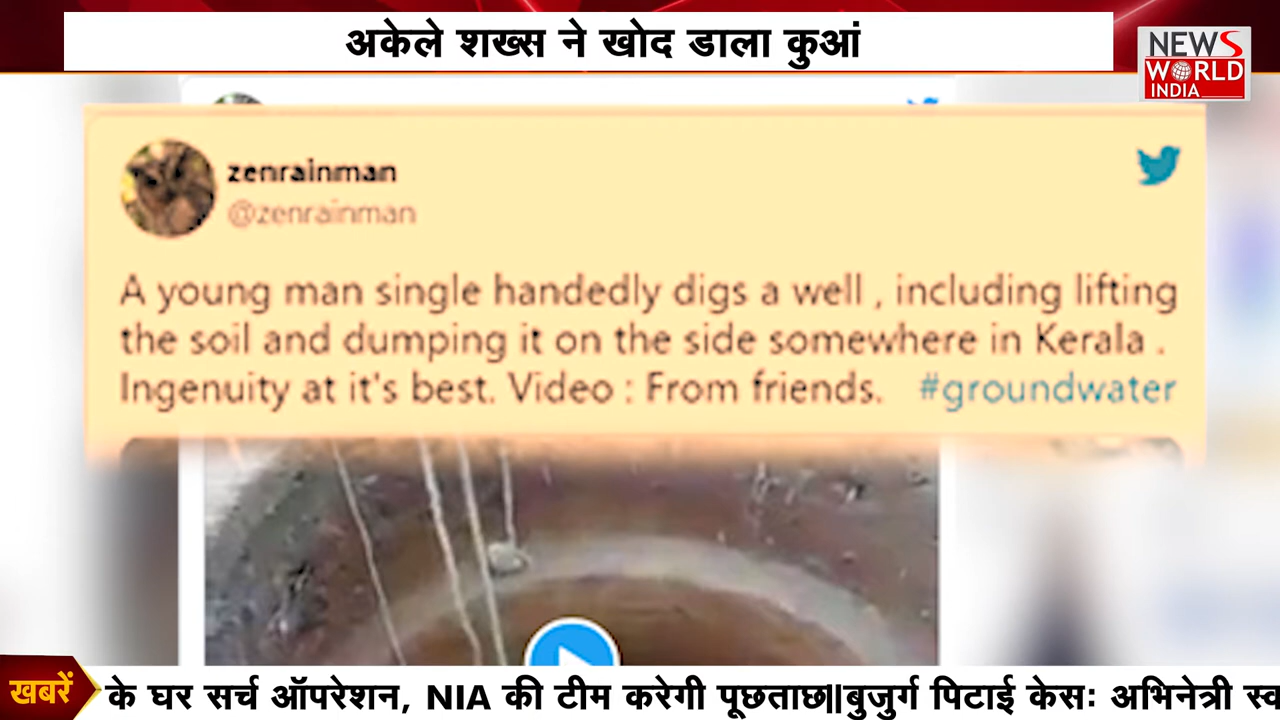 अकेले शख्स ने खोद डाला कुआं
NEWS
WORLD
INDIA
zenrainman
@zenrainman
A young man single handedly digs a well , including lifting
the soil and dumping it on the side somewhere in Kerala .
Ingenuity at it's best. Video : From friends. #groundwater
खबरें
के घर सर्च ऑपरेशन, NIA की टीम करेगी पूछताछ||बुजुर्ग पिटाई केसः अभिनेत्री स्व